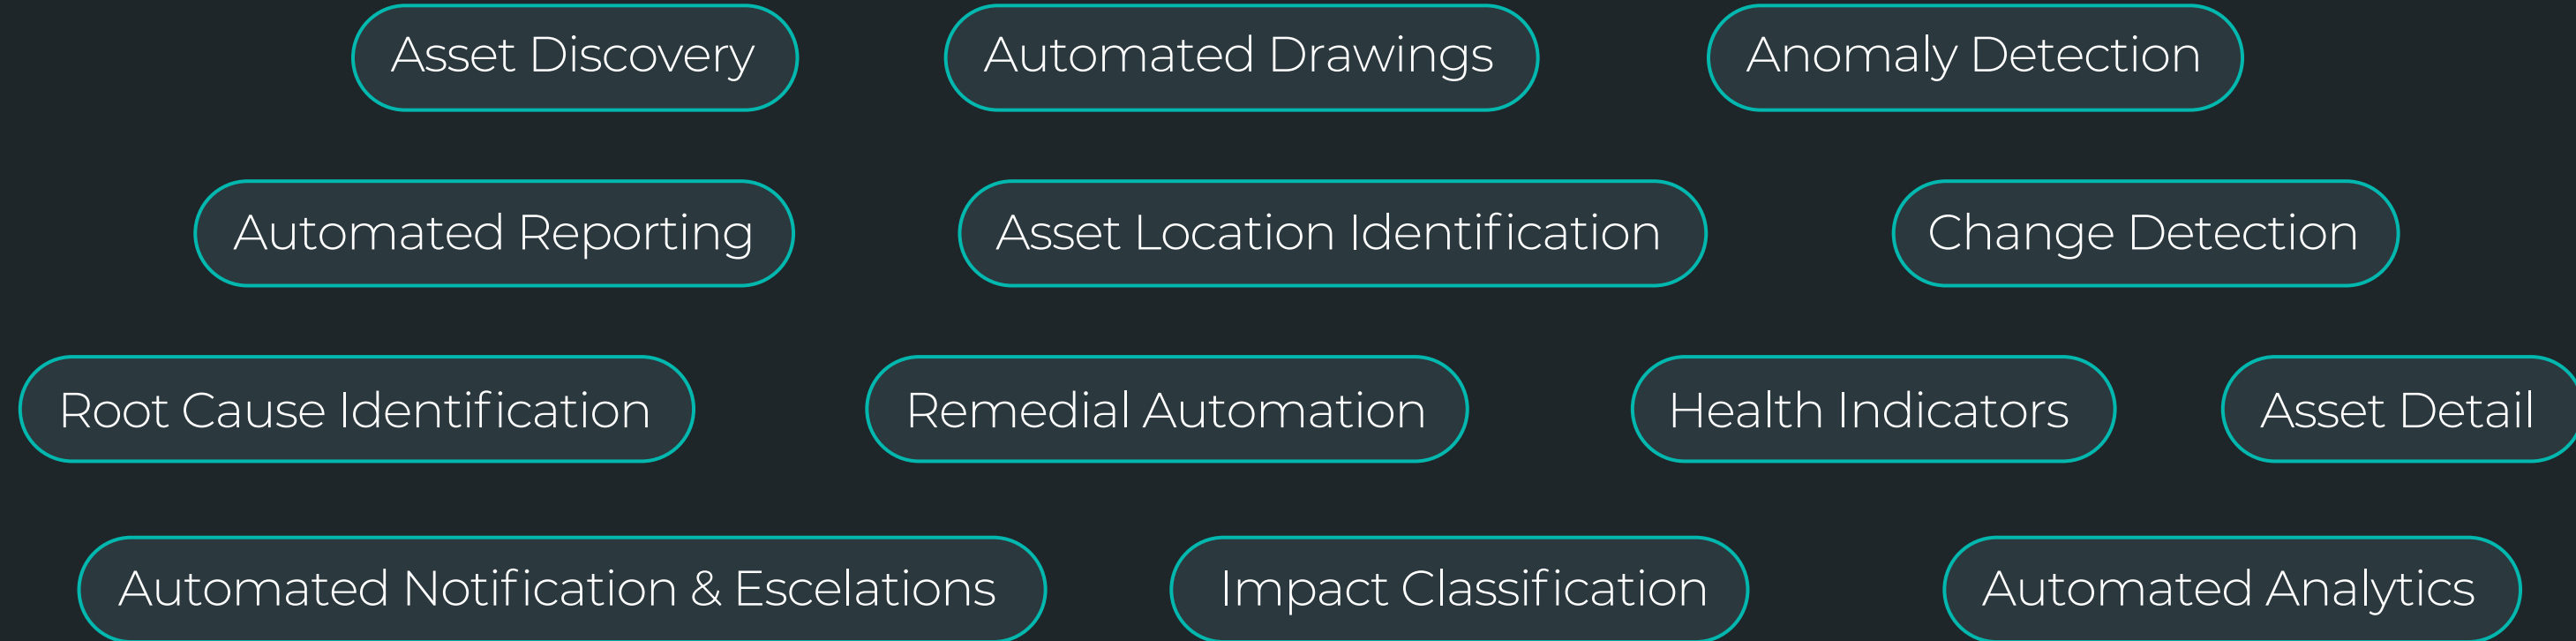 Asset Discovery
Automated Drawings
Anomaly Detection
Automated Reporting
Asset Location Identification
Change Detection
Root Cause Identification
Remedial Automation
Health Indicators
Asset Detail
Automated Notification & Escelations
Impact Classification
Automated Analytics